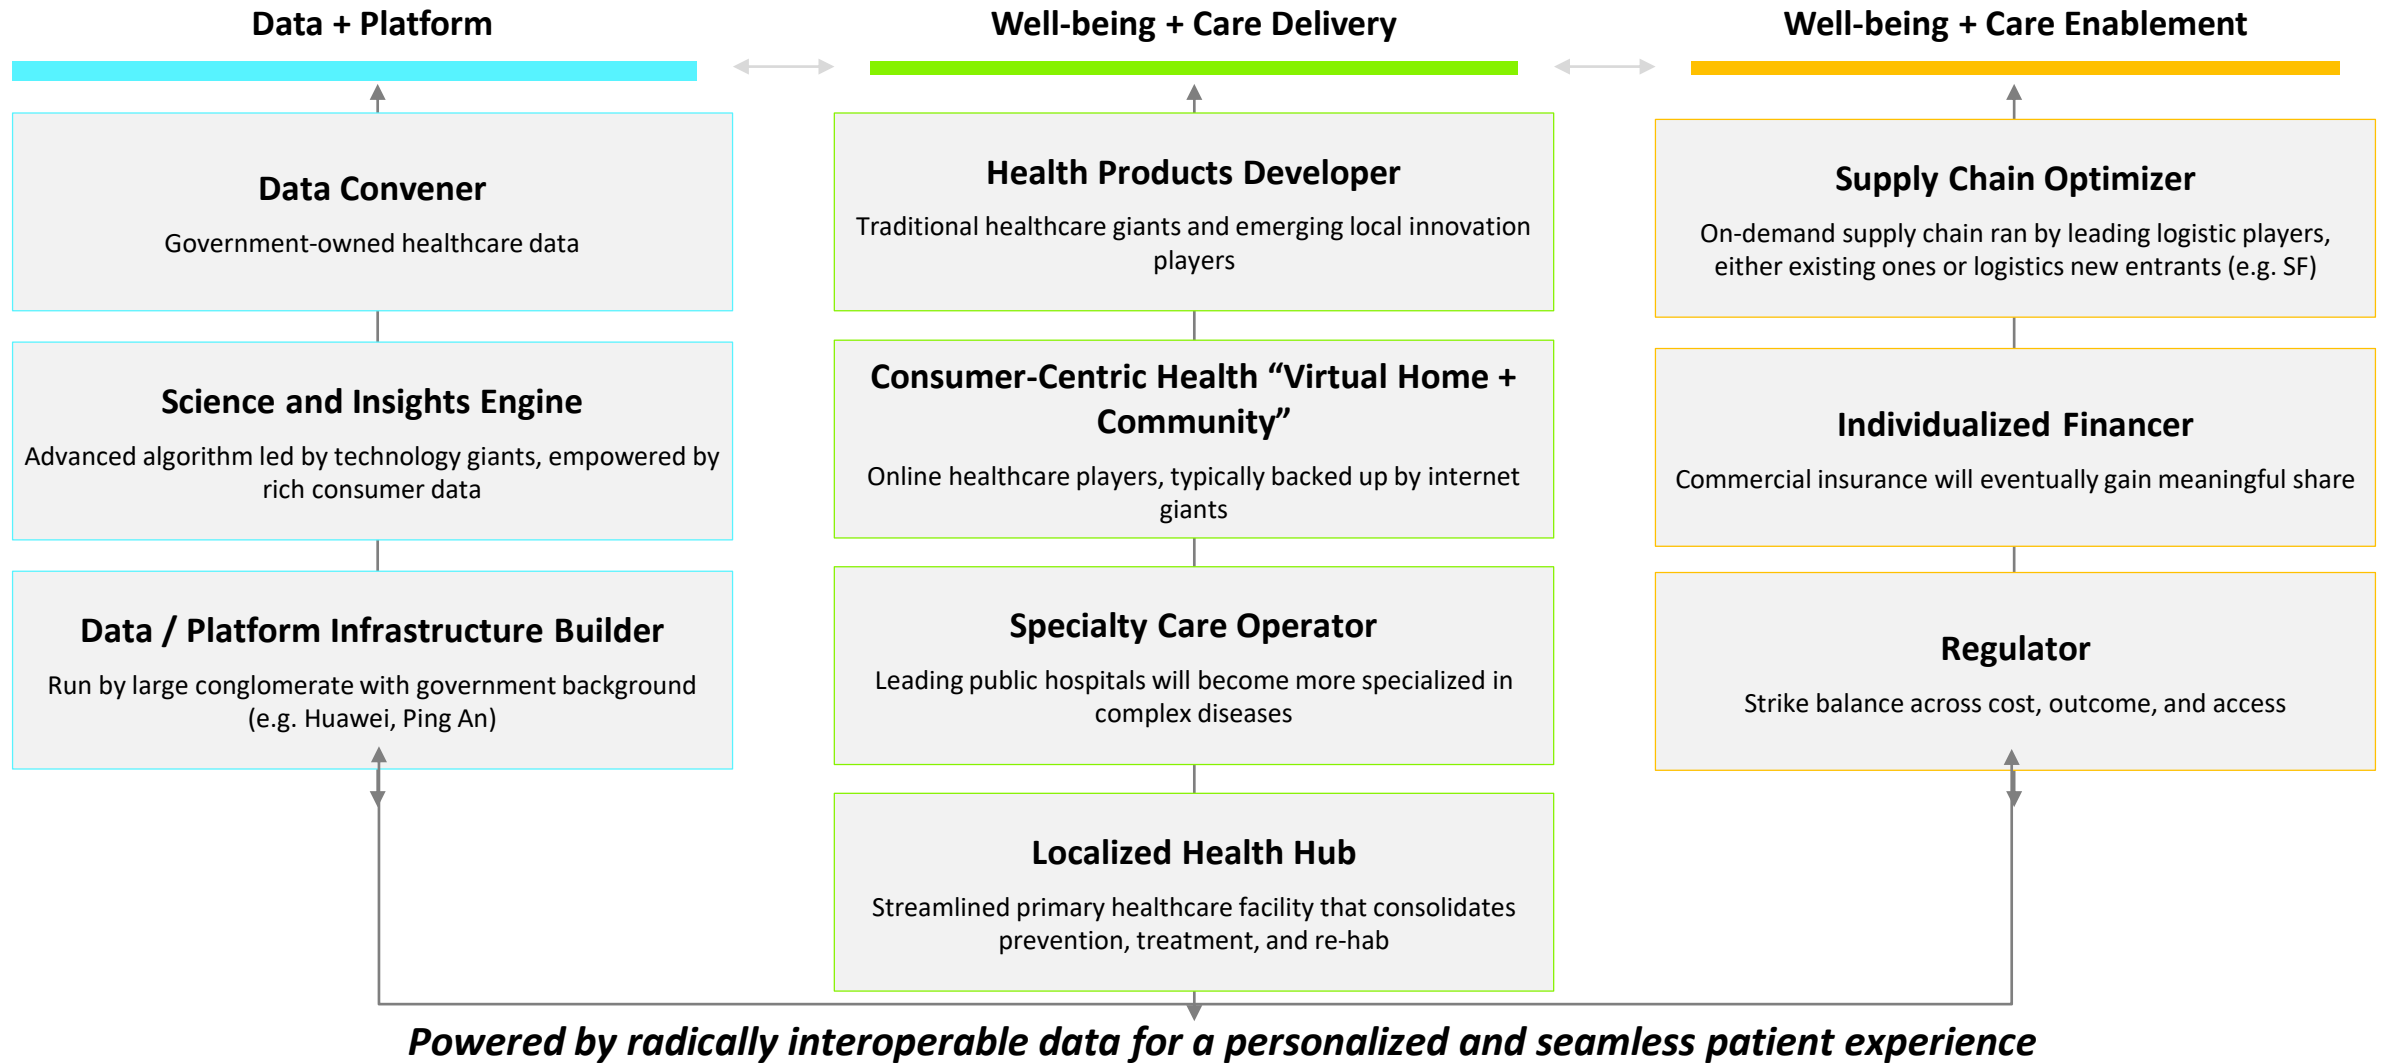 Data + Platform
Well-being + Care Delivery
Well-being + Care Enablement
Data Convener
Government-owned healthcare data
Science and Insights Engine
Advanced algorithm led by technology giants, empowered by
rich consumer data
Data / Platform Infrastructure Builder
Run by large conglomerate with government background
(e.g. Huawei, Ping An)
Health Products Developer
Traditional healthcare giants and emerging local innovation
players
Consumer-Centric Health “Virtual Home +
Community”
Online healthcare players, typically backed up by internet
giants
Specialty Care Operator
Leading public hospitals will become more specialized in
complex diseases
Localized Health Hub
Streamlined primary healthcare facility that consolidates
prevention, treatment, and re-hab
Supply Chain Optimizer
On-demand supply chain ran by leading logistic players,
either existing ones or logistics new entrants (e.g. SF)
Individualized Financer
Commercial insurance will eventually gain meaningful share
Regulator
Strike balance across cost, outcome, and access
Powered by radically interoperable data for a personalized and seamless patient experience